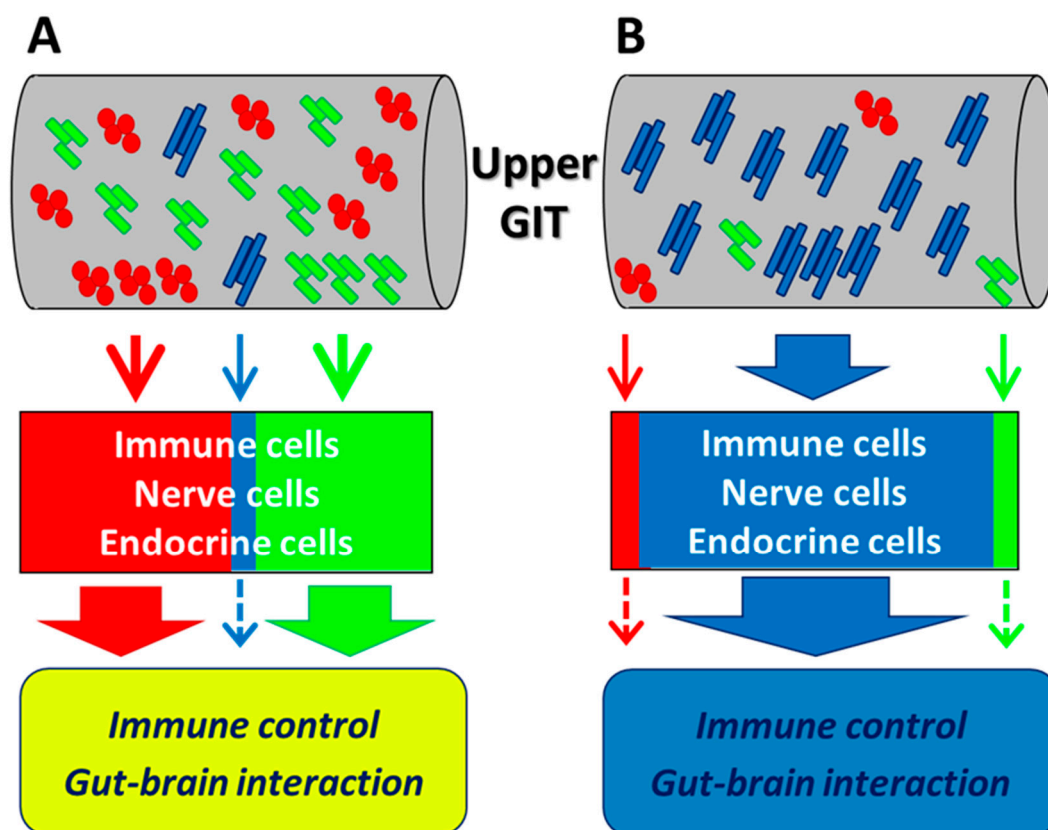 A
B
Upper
GIT
Immune cells
Nerve cells
Endocrine cells
Immune cells
Nerve cells
Endocrine cells
Immune control
Gut-brain interaction
Immune control
Gut-brain interaction